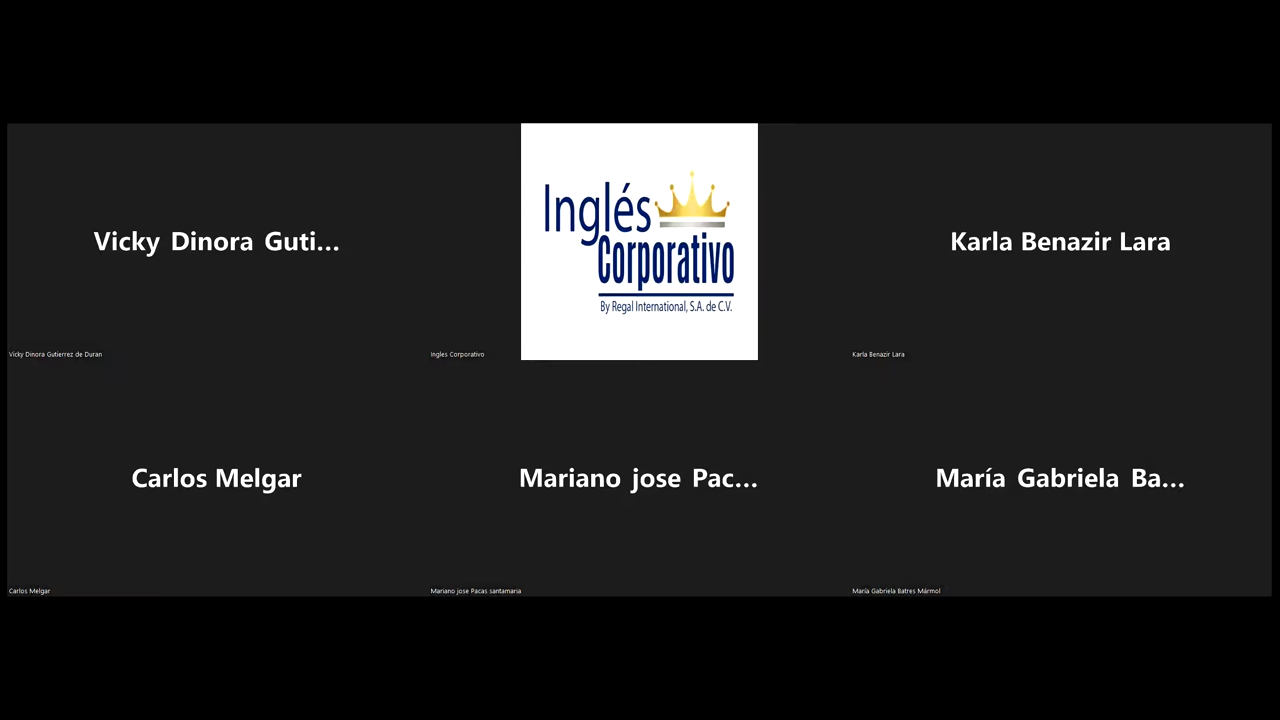 Vicky Dinora Guti...
Inglés
Corporativo
By Regal International, S.A. de C.V.
Karla Benazir Lara
Vicky Dinora Gutierrez de Duran
Ingles Corporativo
Karla Benazir Lara
Carlos Melgar
Mariano jose Pac...
María Gabriela Ba...
Carlos Melgar
Mariano jose Pacas santamaria
María Gabriela Batres Mármol